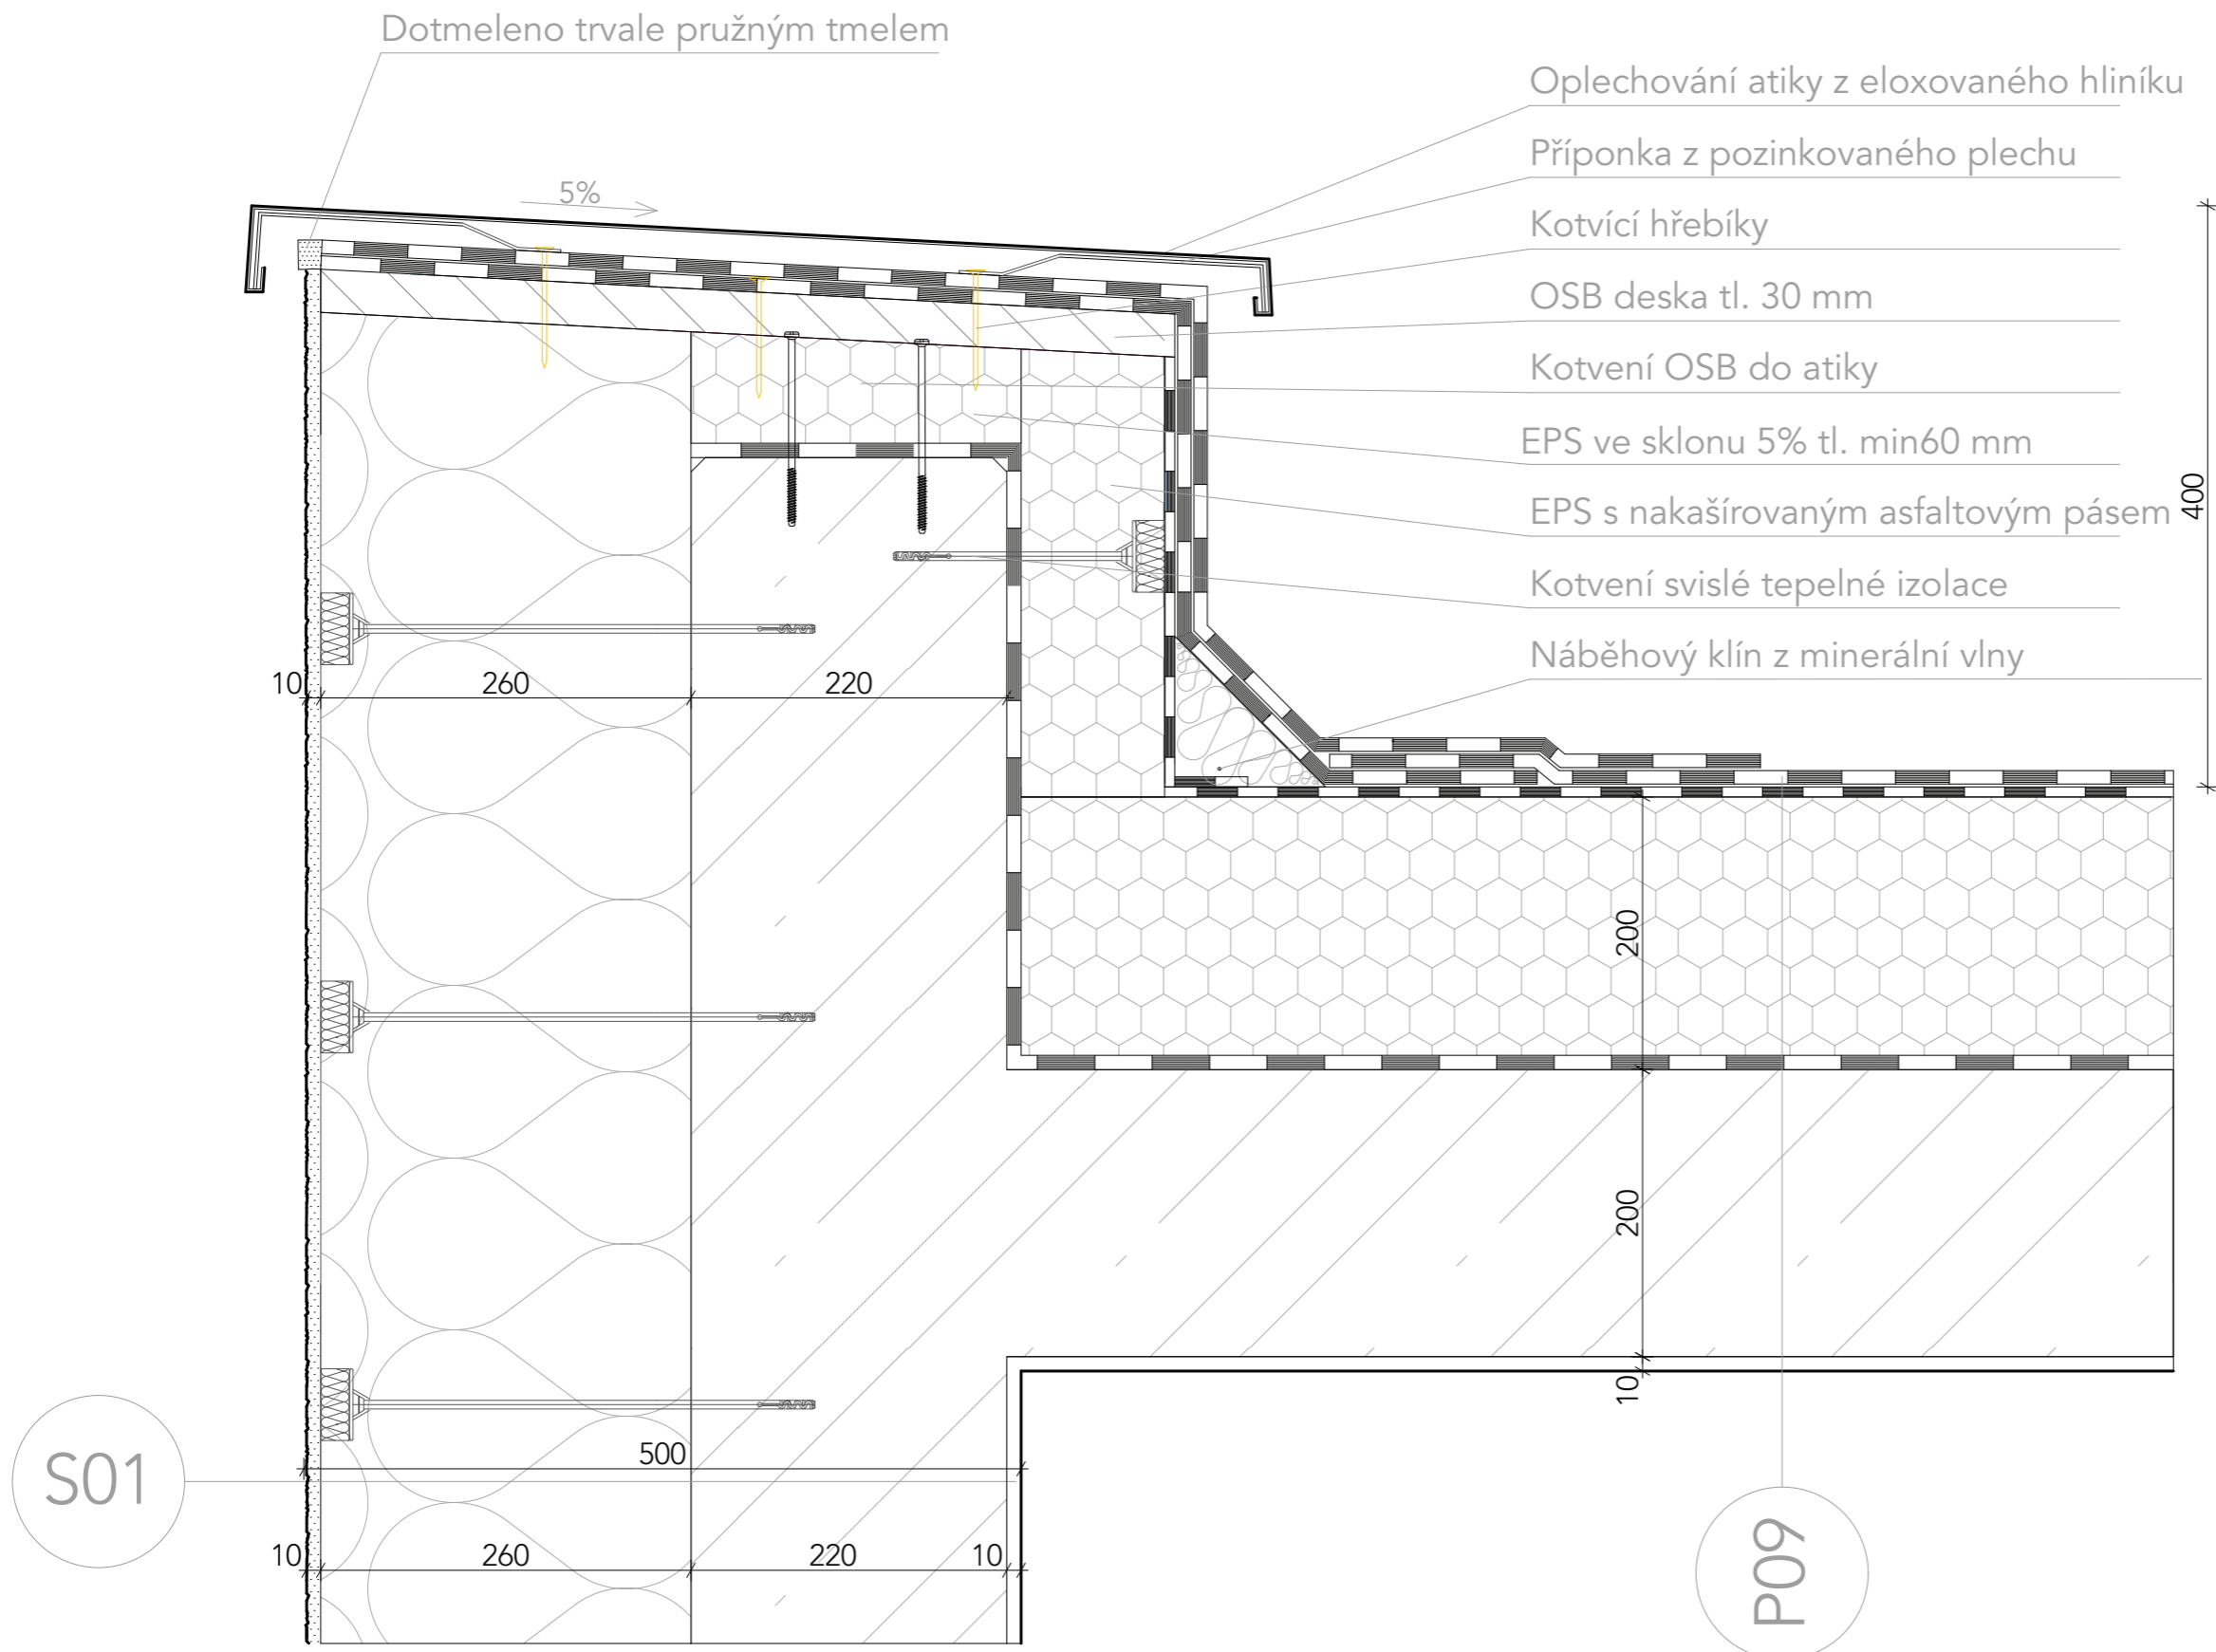 Dotmeleno trvale pružným tmelem
Oplechování atiky z eloxovaného hliníku
Příponka z pozinkovaného plechu
5%
Kotvící hřebíky
OSB deska tl. 30 mm
Kotvení OSB do atiky
EPS ve sklonu 5% tl. min60 mm
400
EPS s nakašírovaným asfaltovým pásem
Kotvení svislé tepelné izolace
Náběhový klín z minerální vlny
10 260 220
200
200
10
500
S01
10 260 220 10
P09